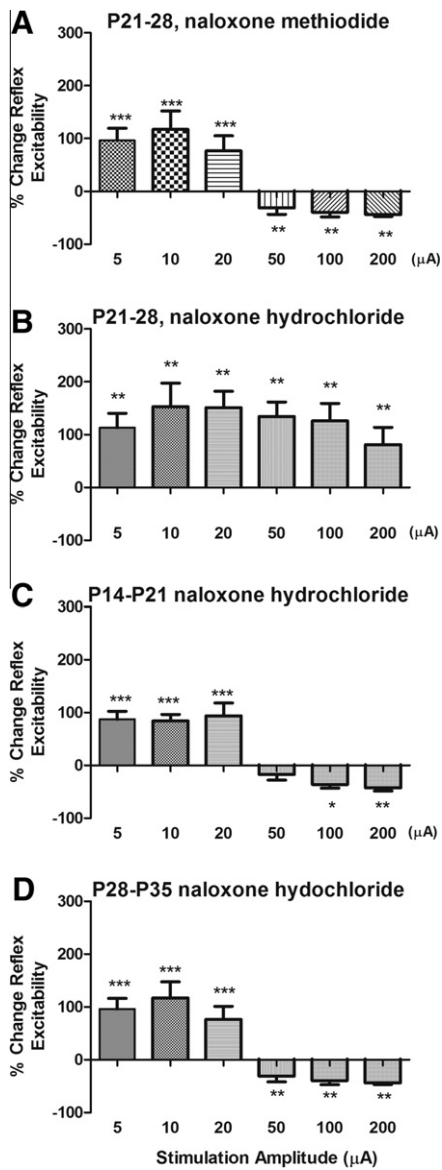 A P21-28, naloxone methiodide
% Change Reflex
Excitability
300
200
100
0
-100
*** *** *** ** ** **
5 10 20 50 100 200 (µA)
B P21-28, naloxone hydrochloride
% Change Reflex
Excitability
300
200
100
0
-100
** ** ** ** ** **
5 10 20 50 100 200 (µA)
C P14-P21 naloxone hydrochloride
% Change Reflex
Excitability
300
200
100
0
-100
*** *** *** * **
5 10 20 50 100 200 (µA)
D P28-P35 naloxone hydochloride
% Change Reflex
Excitability
300
200
100
0
-100
*** *** *** ** ** **
5 10 20 50 100 200
Stimulation Amplitude (µA)